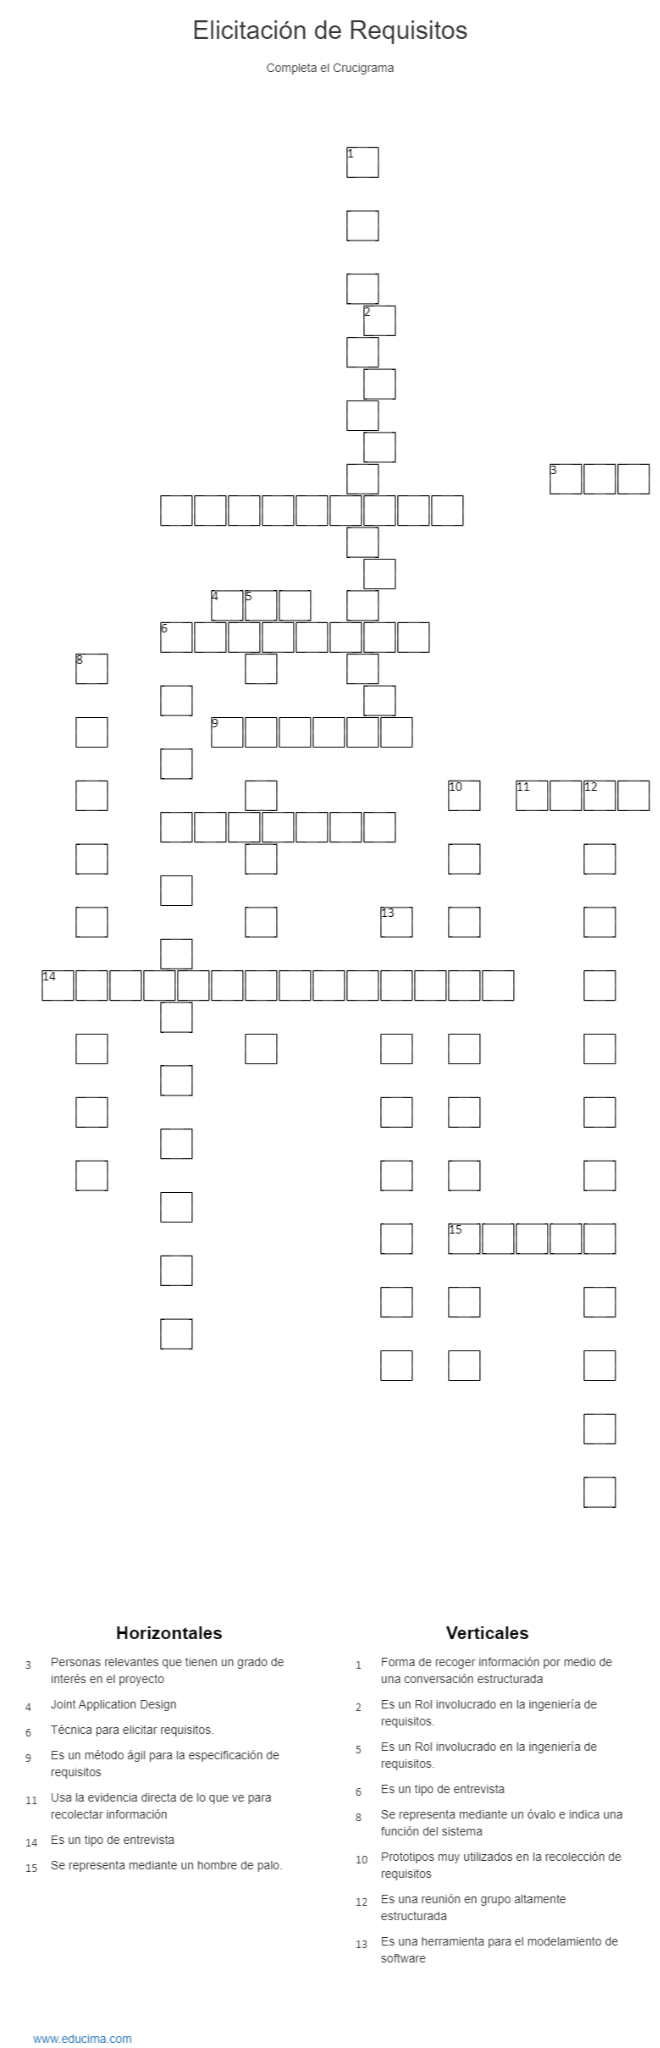 Elicitación de Requisitos
Completa el Crucigrama
1
2
3
4 5
6
8
9
10 11 12
13
14
15
Horizontales
3 Personas relevantes que tienen un grado de
interés en el proyecto
4 Joint Application Design
6 Técnica para elicitar requisitos.
9 Es un método ágil para la especificación de
requisitos
11 Usa la evidencia directa de lo que ve para
recolectar información
14 Es un tipo de entrevista
15 Se representa mediante un hombre de palo.
Verticales
1 Forma de recoger información por medio de
una conversación estructurada
2 Es un Rol involucrado en la ingeniería de
requisitos.
5 Es un Rol involucrado en la ingeniería de
requisitos.
6 Es un tipo de entrevista
8 Se representa mediante un óvalo e indica una
función del sistema
10 Prototipos muy utilizados en la recolección de
requisitos
12 Es una reunión en grupo altamente
estructurada
13 Es una herramienta para el modelamiento de
software
www.educima.com